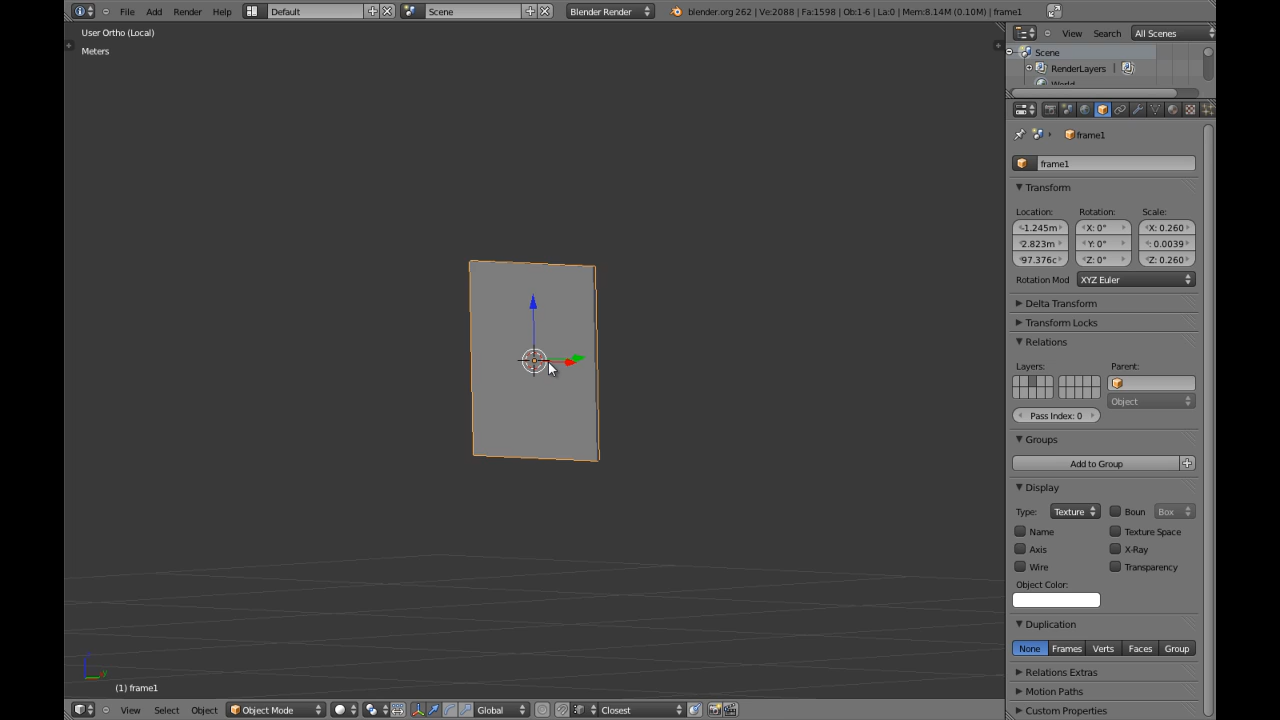 File Add Render Help Default Scene Blender Render blender.org 262 | Ve:2088 | Fa:1598 | Ob:1-6 | La:0 | Mem:8.14M (0.10M) | frame1
User Ortho (Local)
Meters
View Search All Scenes
Scene
RenderLayers
World
frame1
frame1
Transform
Location: Rotation: Scale:
-1.245m X: 0° X: 0.260
2.823m Y: 0° : 0.0039
97.376c Z: 0° Z: 0.260
Rotation Mod XYZ Euler
Delta Transform
Transform Locks
Relations
Layers: Parent:
Object
Pass Index: 0
Groups
Add to Group
Display
Type: Texture Boun Box
Name Texture Space
Axis X-Ray
Wire Transparency
Object Color:
Duplication
None Frames Verts Faces Group
Relations Extras
Motion Paths
Custom Properties
y
(1) frame1
View Select Object Object Mode Global Closest